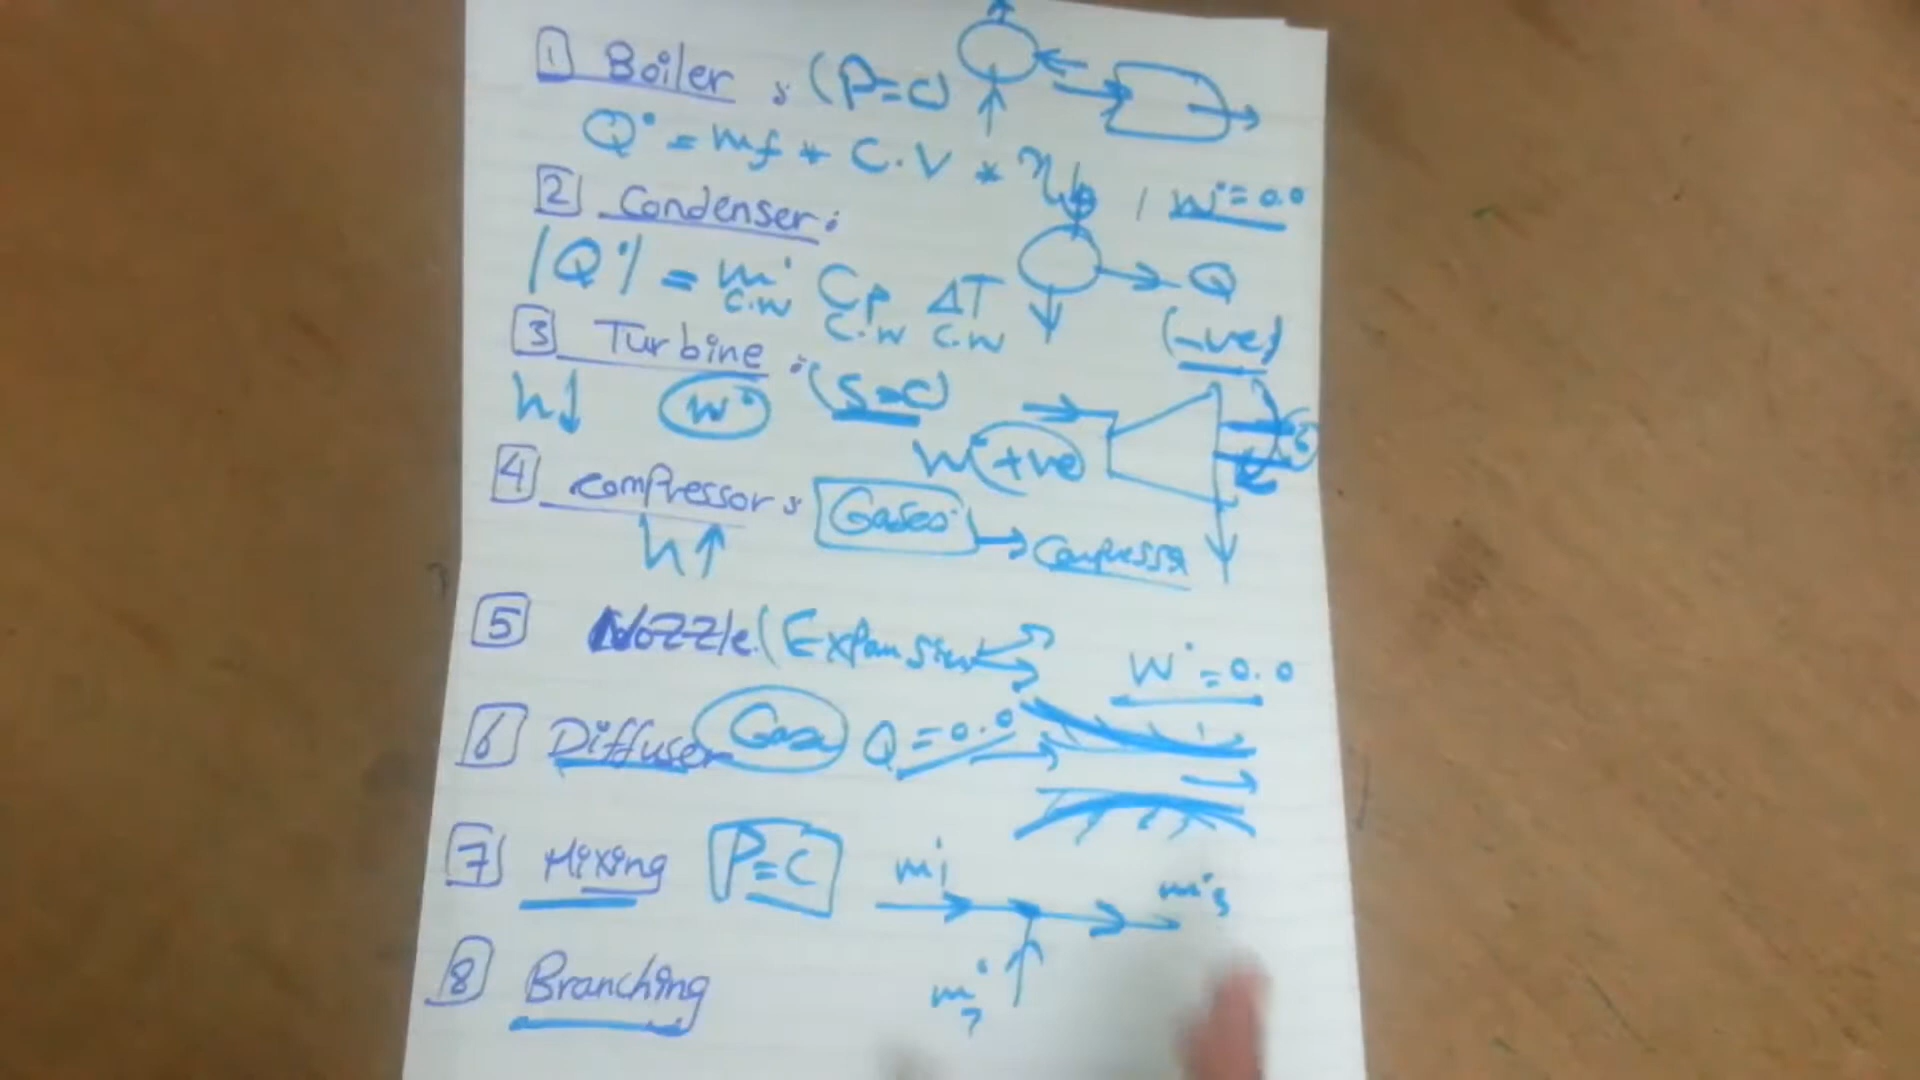 1 Boiler : (P=C)
Q° = mf * C.V * η
2 Condenser : / W° = 0.0
|Q°| = m° C.W Cp C.W ΔT C.W Q
(-ve)
3 Turbine : (S=C)
h↓ W°
W (+ve)
4 compressor : Gases → Compressor
h↑
5 Nozzle (Expansion
W° = 0.0
6 Diffuser Gases Q = 0.0
7 Mixing P=C m°1 m°3
m°2
8 Branching